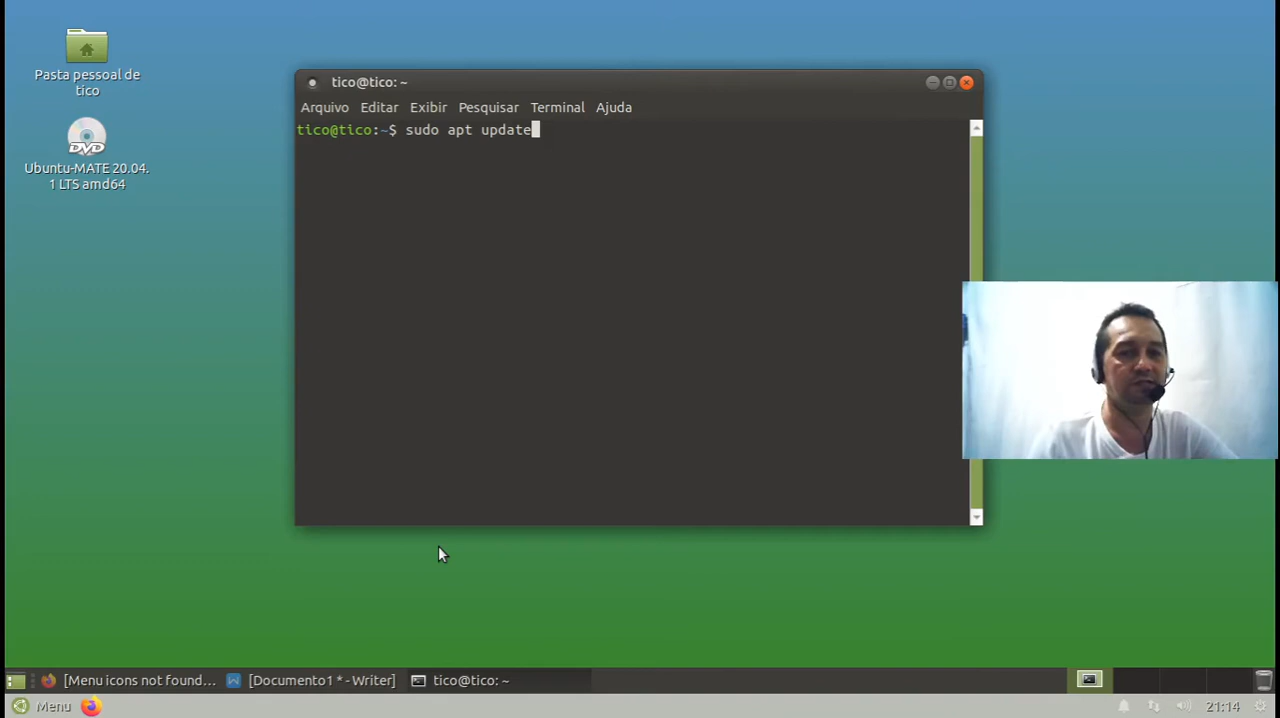 Pasta pessoal de
tico
Ubuntu-MATE 20.04.
1 LTS amd64
DVD
tico@tico: ~
Arquivo Editar Exibir Pesquisar Terminal Ajuda
tico@tico:~$ sudo apt update
[Menu icons not found... [Documento1 * - Writer] tico@tico: ~
Menu 21:14